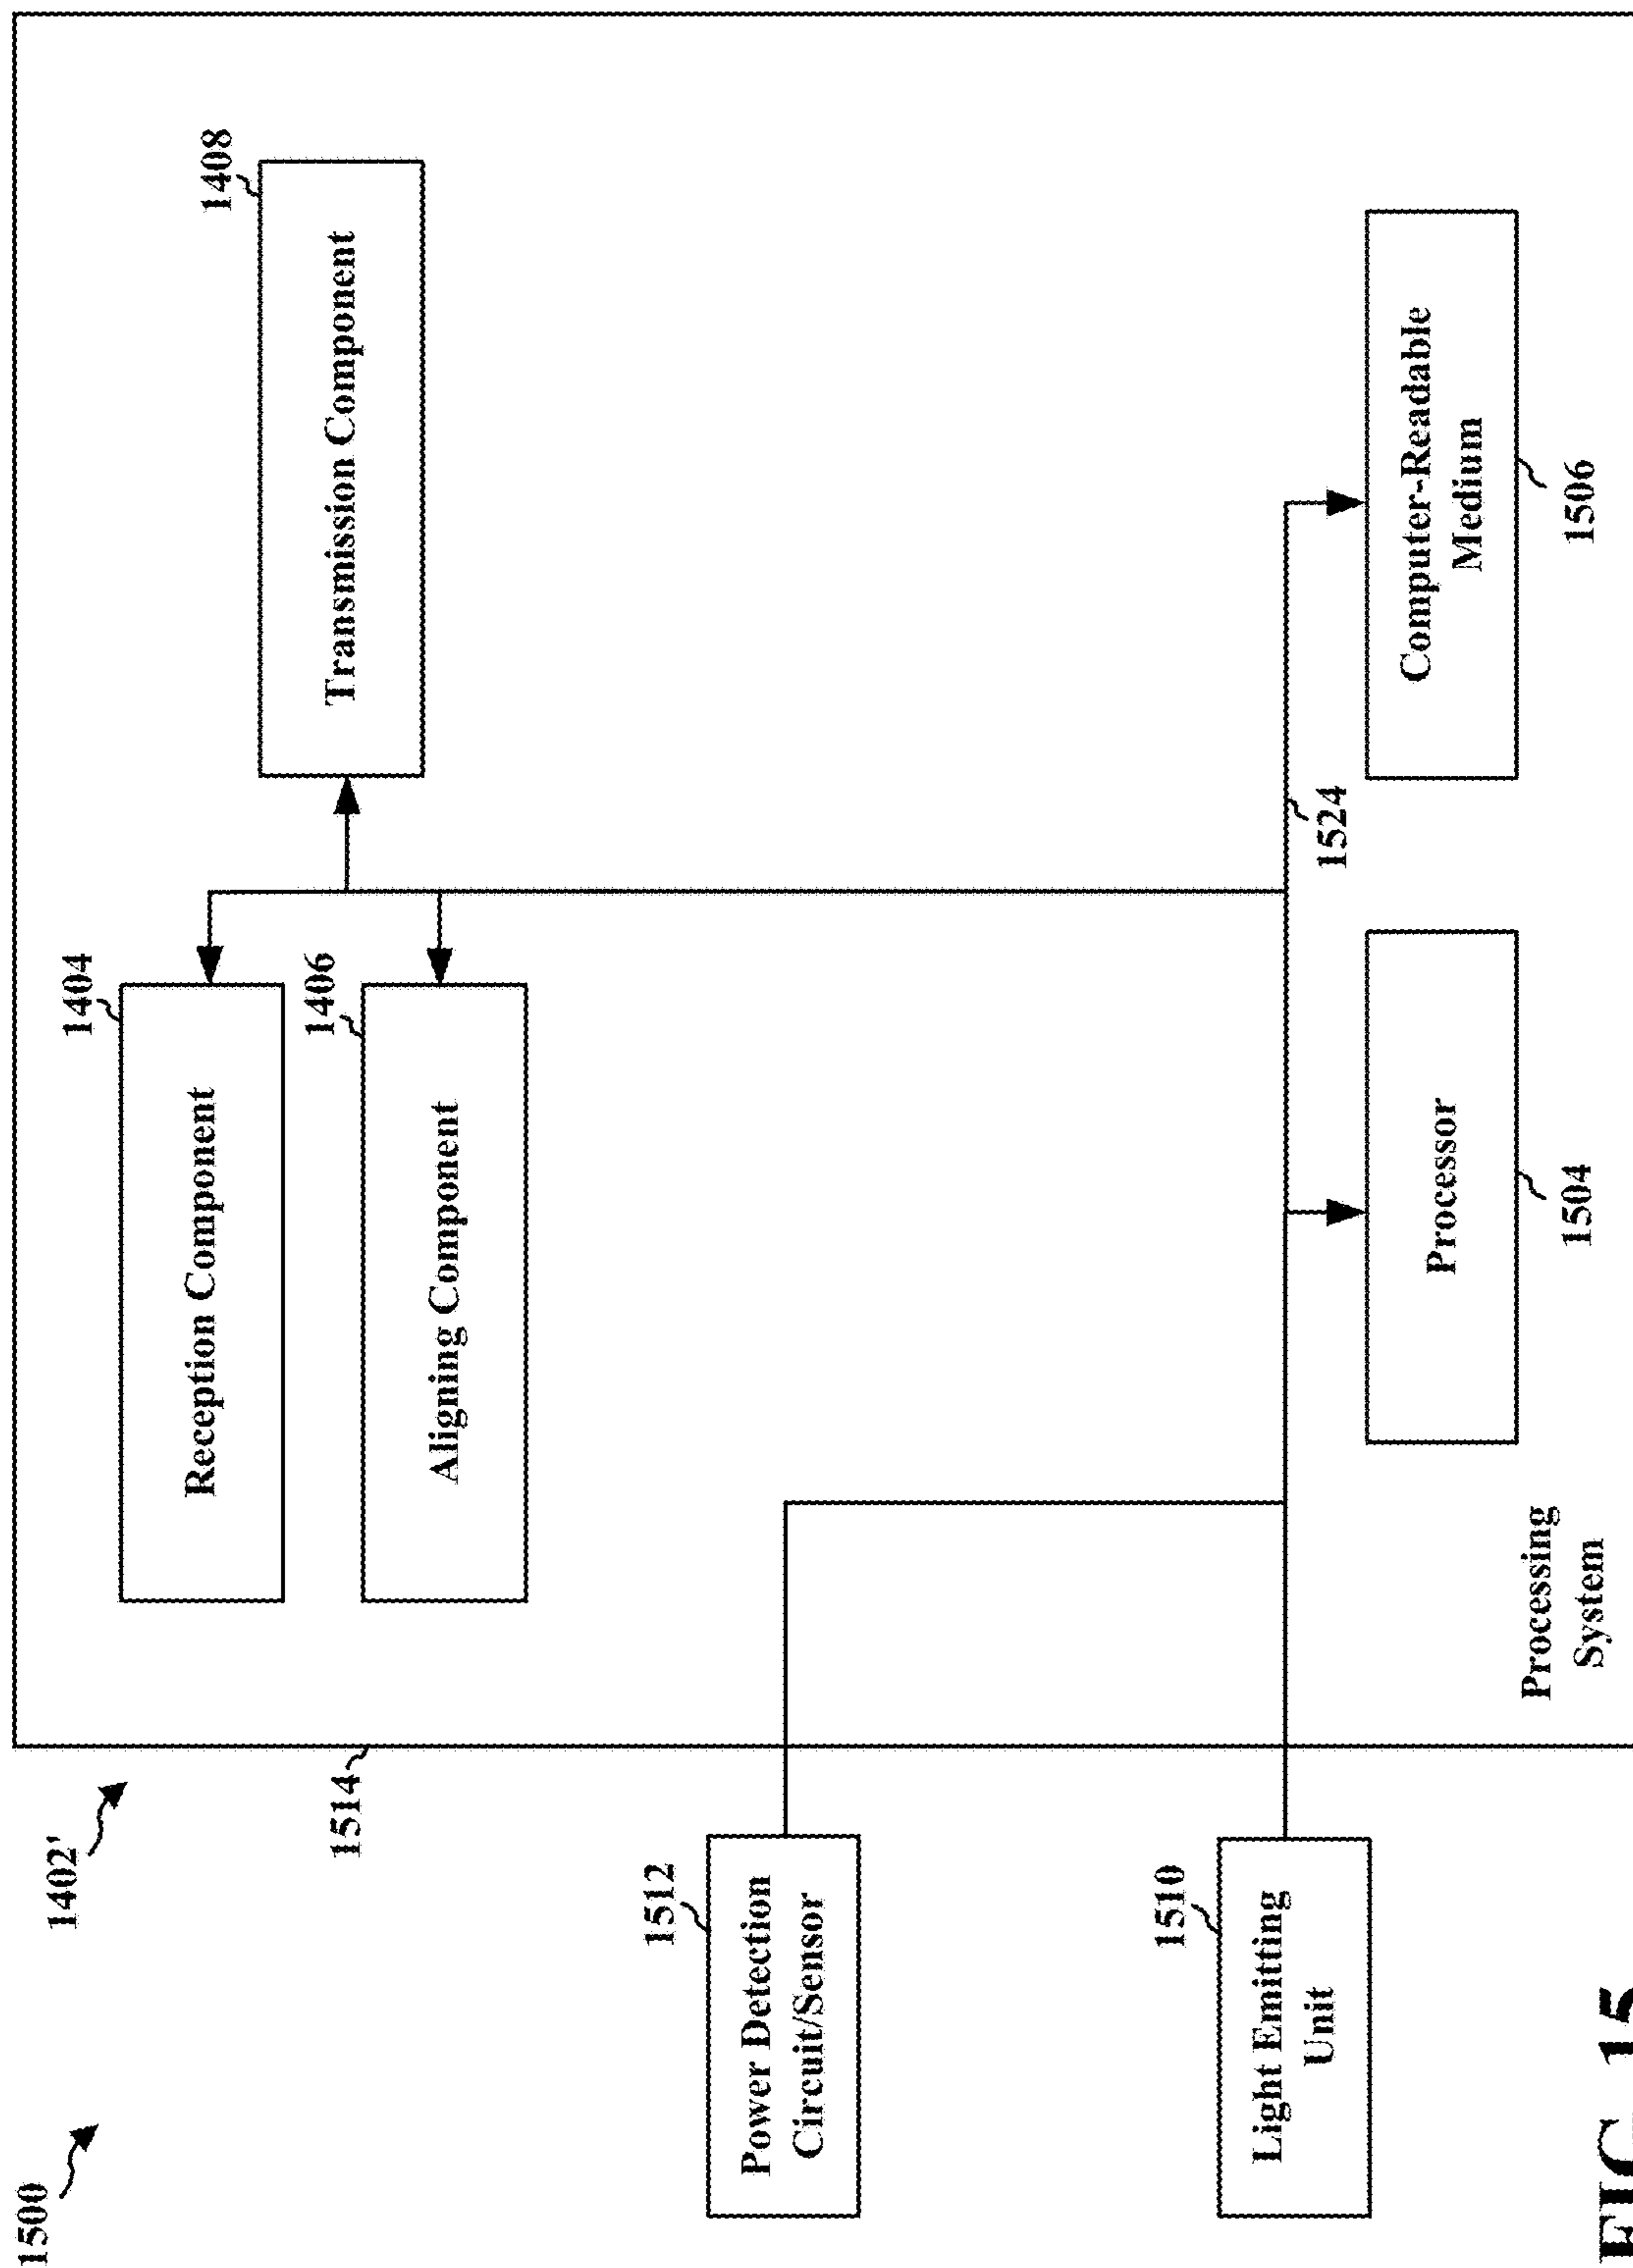 1500
1402'
1514
1404
Reception Component
1406
Aligning Component
1408
Transmission Component
1512
Power Detection
Circuit/Sensor
1510
Light Emitting
Unit
1524
Processor
1504
Computer-Readable
Medium
1506
Processing
System
FIG. 15